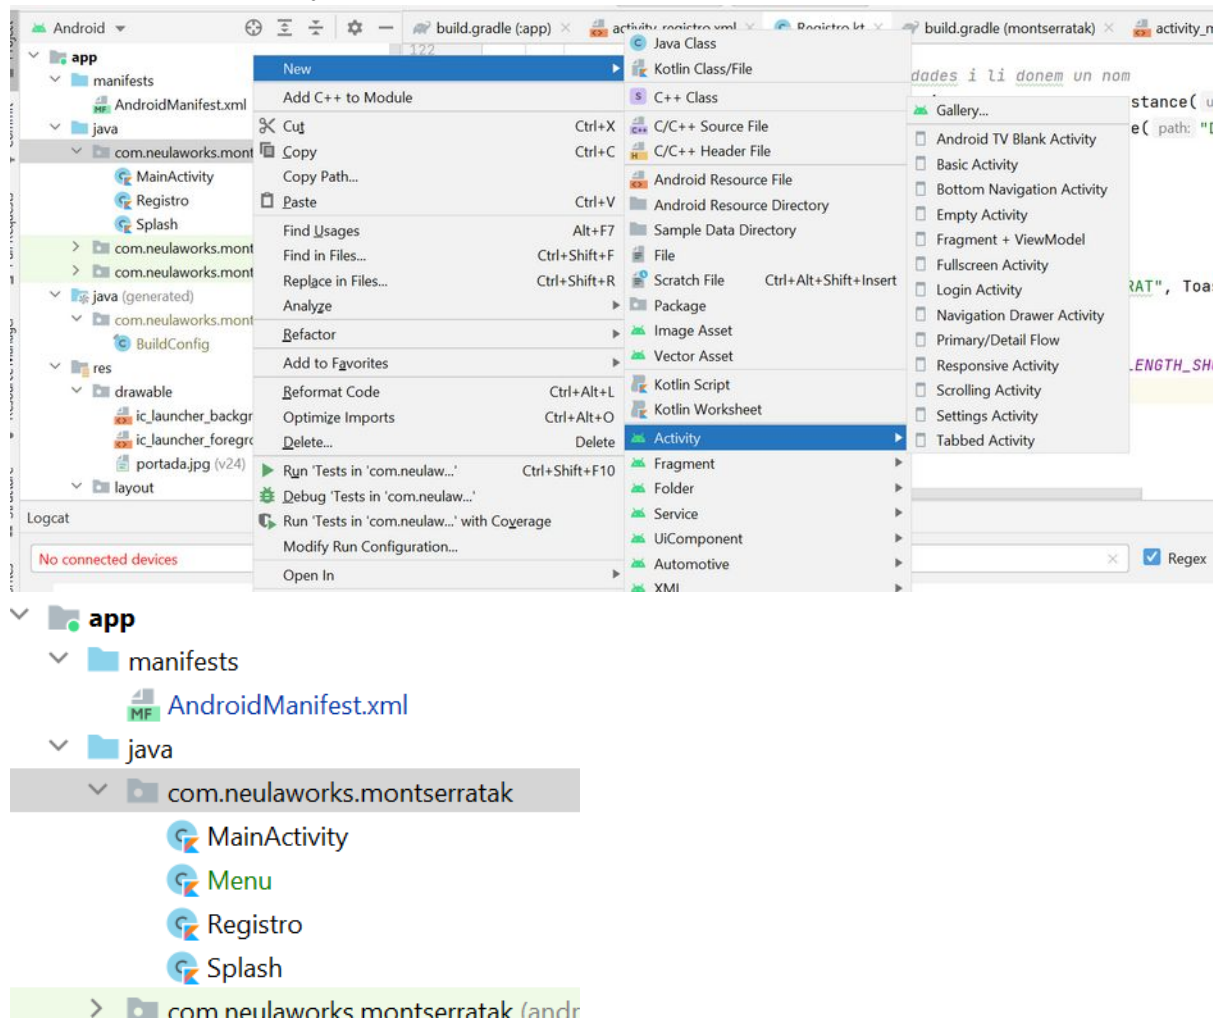 Android
build.gradle (:app)
activity_registro.xml
Registro.kt
build.gradle (montserratak)
activity_m
122
app
manifests
AndroidManifest.xml
java
com.neulaworks.mont
MainActivity
Registro
Splash
com.neulaworks.mont
com.neulaworks.mont
java (generated)
com.neulaworks.mont
BuildConfig
res
drawable
ic_launcher_backgr
ic_launcher_foregro
portada.jpg (v24)
layout
Logcat
No connected devices
New
Add C++ to Module
Cut Ctrl+X
Copy Ctrl+C
Copy Path...
Paste Ctrl+V
Find Usages Alt+F7
Find in Files... Ctrl+Shift+F
Replace in Files... Ctrl+Shift+R
Analyze
Refactor
Add to Favorites
Reformat Code Ctrl+Alt+L
Optimize Imports Ctrl+Alt+O
Delete... Delete
Run 'Tests in 'com.neulaw...' Ctrl+Shift+F10
Debug 'Tests in 'com.neulaw...'
Run 'Tests in 'com.neulaw...' with Coverage
Modify Run Configuration...
Open In
Java Class
Kotlin Class/File
C++ Class
C/C++ Source File
C/C++ Header File
Android Resource File
Android Resource Directory
Sample Data Directory
File
Scratch File Ctrl+Alt+Shift+Insert
Package
Image Asset
Vector Asset
Kotlin Script
Kotlin Worksheet
Activity
Fragment
Folder
Service
UiComponent
Automotive
XML
dades i li donem un nom
stance( u
e( path: "D
RAT", Toas
LENGTH_SHO
Gallery...
Android TV Blank Activity
Basic Activity
Bottom Navigation Activity
Empty Activity
Fragment + ViewModel
Fullscreen Activity
Login Activity
Navigation Drawer Activity
Primary/Detail Flow
Responsive Activity
Scrolling Activity
Settings Activity
Tabbed Activity
Regex
app
manifests
AndroidManifest.xml
java
com.neulaworks.montserratak
MainActivity
Menu
Registro
Splash
com.neulaworks.montserratak (andr